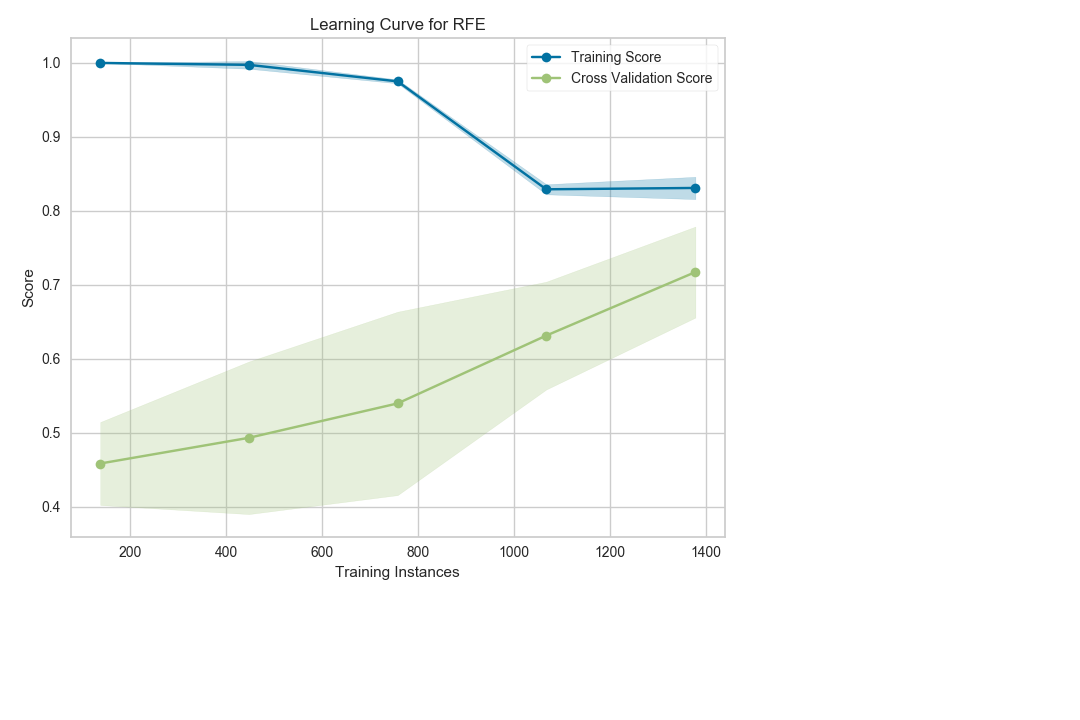 Learning Curve for RFE
Training Score
Cross Validation Score
1.0
0.9
0.8
0.7
0.6
0.5
0.4
Score
200 400 600 800 1000 1200 1400
Training Instances